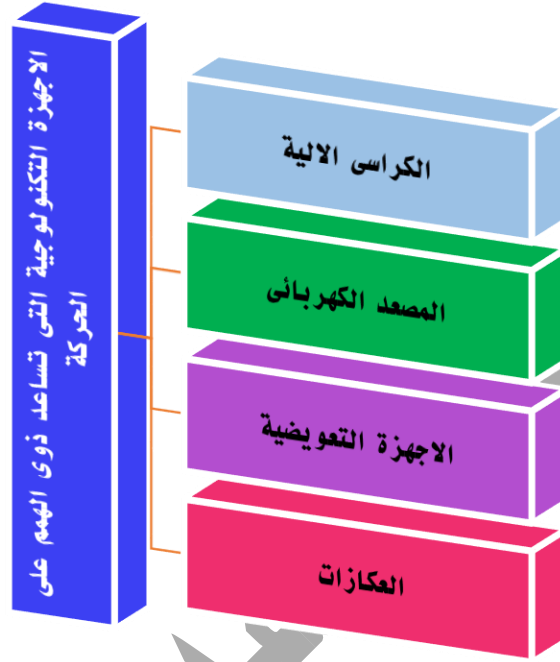 الاجهزة التكنولوجية التى تساعد ذوى الهمم على
الحركة
الكراسى الالية
المصعد الكهربائى
الاجهزة التعويضية
العكازات